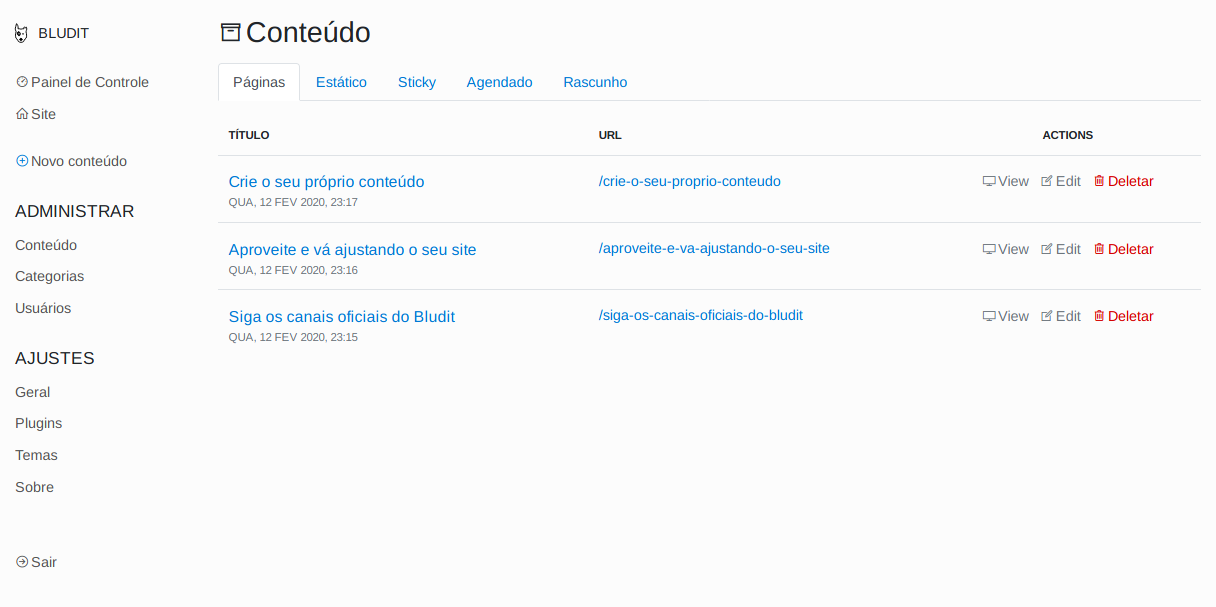 BLUDIT
Painel de Controle
Site
Novo conteúdo
ADMINISTRAR
Conteúdo
Categorias
Usuários
AJUSTES
Geral
Plugins
Temas
Sobre
Sair
Conteúdo
Páginas Estático Sticky Agendado Rascunho
TÍTULO URL ACTIONS
Crie o seu próprio conteúdo /crie-o-seu-proprio-conteudo View Edit Deletar
QUA, 12 FEV 2020, 23:17
Aproveite e vá ajustando o seu site /aproveite-e-va-ajustando-o-seu-site View Edit Deletar
QUA, 12 FEV 2020, 23:16
Siga os canais oficiais do Bludit /siga-os-canais-oficiais-do-bludit View Edit Deletar
QUA, 12 FEV 2020, 23:15